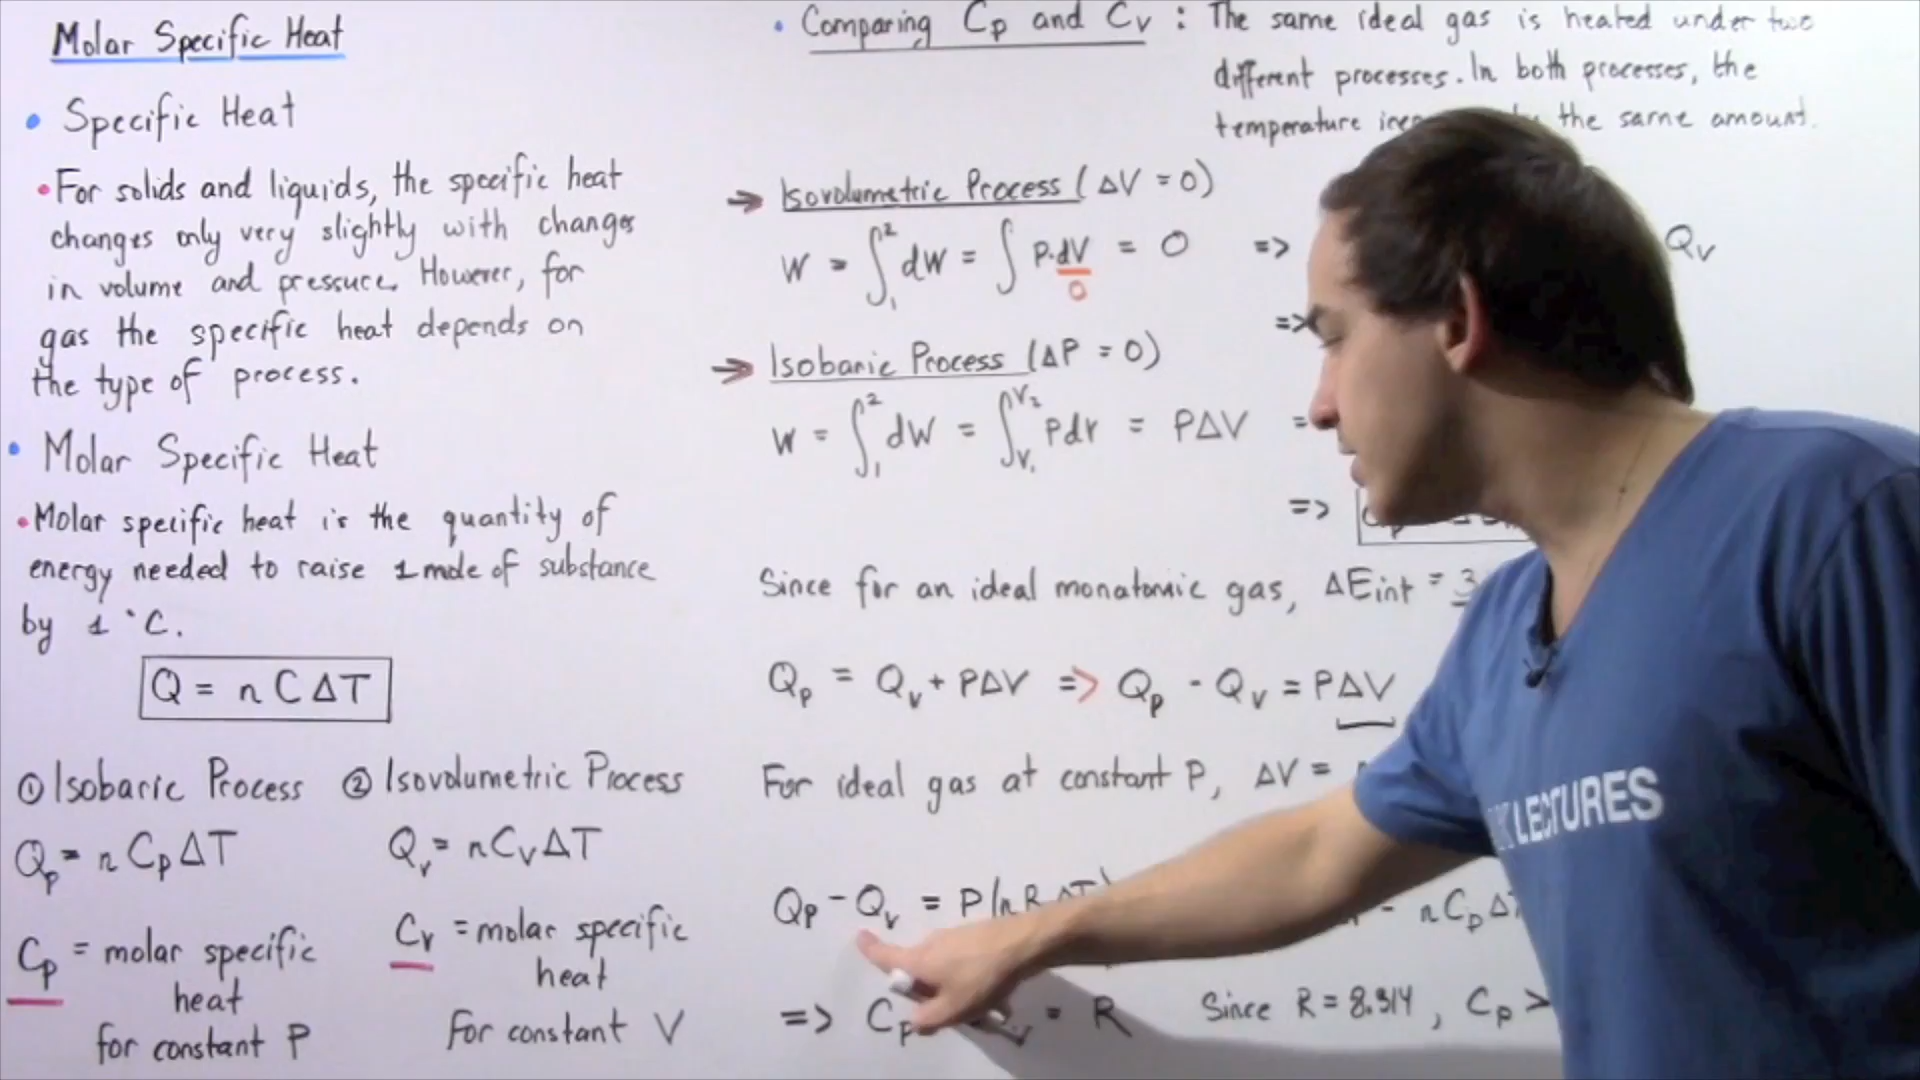 Molar Specific Heat
• Specific Heat
• For solids and liquids, the specific heat
changes only very slightly with changes
in volume and pressure. However, for
gas the specific heat depends on
the type of process.
• Molar Specific Heat
• Molar specific heat is the quantity of
energy needed to raise 1 mole of substance
by 1 °C.
Q = n C ΔT
① Isobaric Process
Qp = n Cp ΔT
Cp = molar specific
heat
for constant P
② Isovolumetric Process
Qv = n Cv ΔT
Cv = molar specific
heat
for constant V
• Comparing Cp and Cv : The same ideal gas is heated under two
different processes. In both processes, the
temperature the same amount.
→ Isovolumetric Process (ΔV = 0)
W = ∫₁² dW = ∫ P·dV = 0 => Qv
0
=>
→ Isobaric Process (ΔP = 0)
W = ∫₁² dW = ∫V₁V₂ PdV = PΔV =
=>
Since for an ideal monatomic gas, ΔEint = 3
Qp = Qv + PΔV => Qp - Qv = PΔV
For ideal gas at constant P, ΔV =
Qp - Qv = P(nRΔT) nCpΔT
=> Cp v = R Since R = 8.314, Cp >
LECTURES